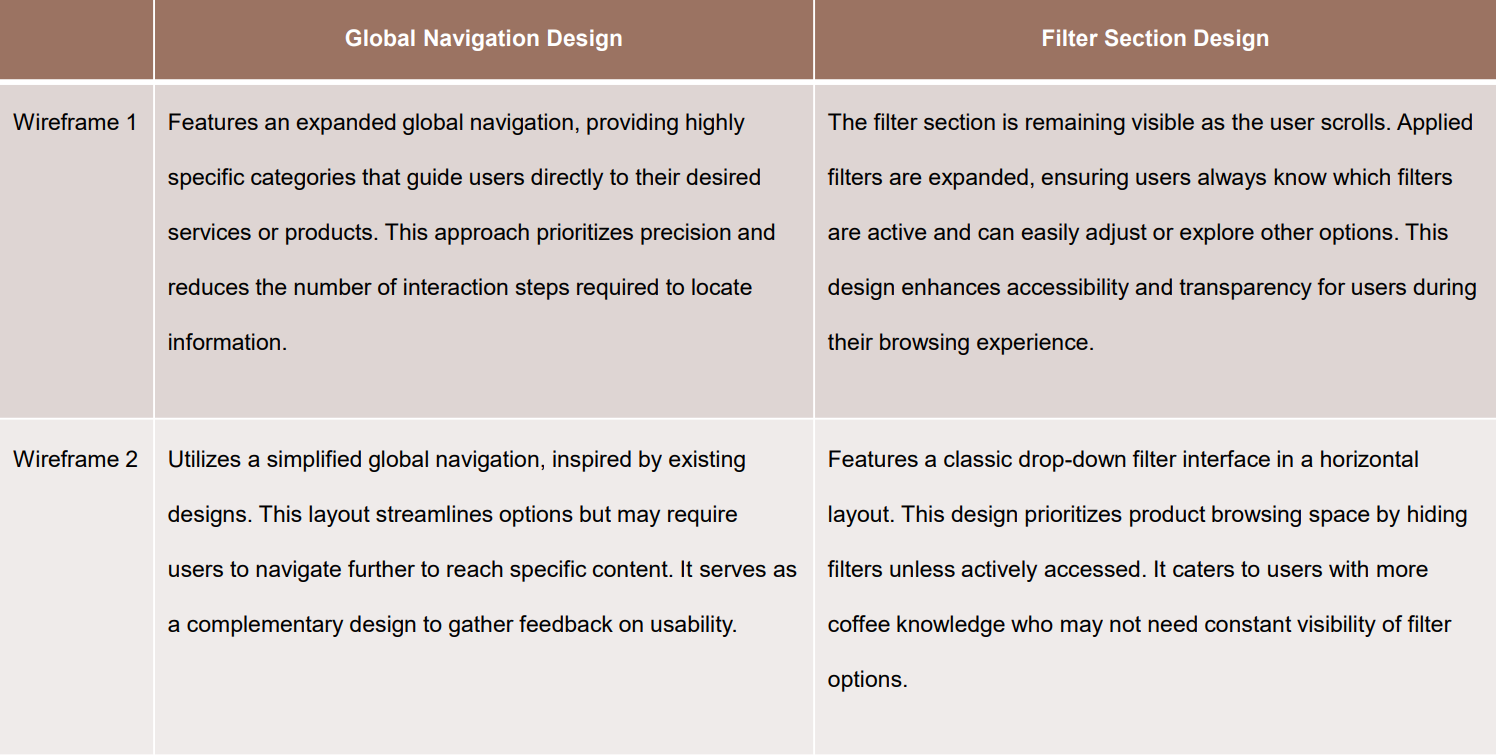 Global Navigation Design
Filter Section Design
Wireframe 1
Features an expanded global navigation, providing highly
specific categories that guide users directly to their desired
services or products. This approach prioritizes precision and
reduces the number of interaction steps required to locate
information.
The filter section is remaining visible as the user scrolls. Applied
filters are expanded, ensuring users always know which filters
are active and can easily adjust or explore other options. This
design enhances accessibility and transparency for users during
their browsing experience.
Wireframe 2
Utilizes a simplified global navigation, inspired by existing
designs. This layout streamlines options but may require
users to navigate further to reach specific content. It serves as
a complementary design to gather feedback on usability.
Features a classic drop-down filter interface in a horizontal
layout. This design prioritizes product browsing space by hiding
filters unless actively accessed. It caters to users with more
coffee knowledge who may not need constant visibility of filter
options.